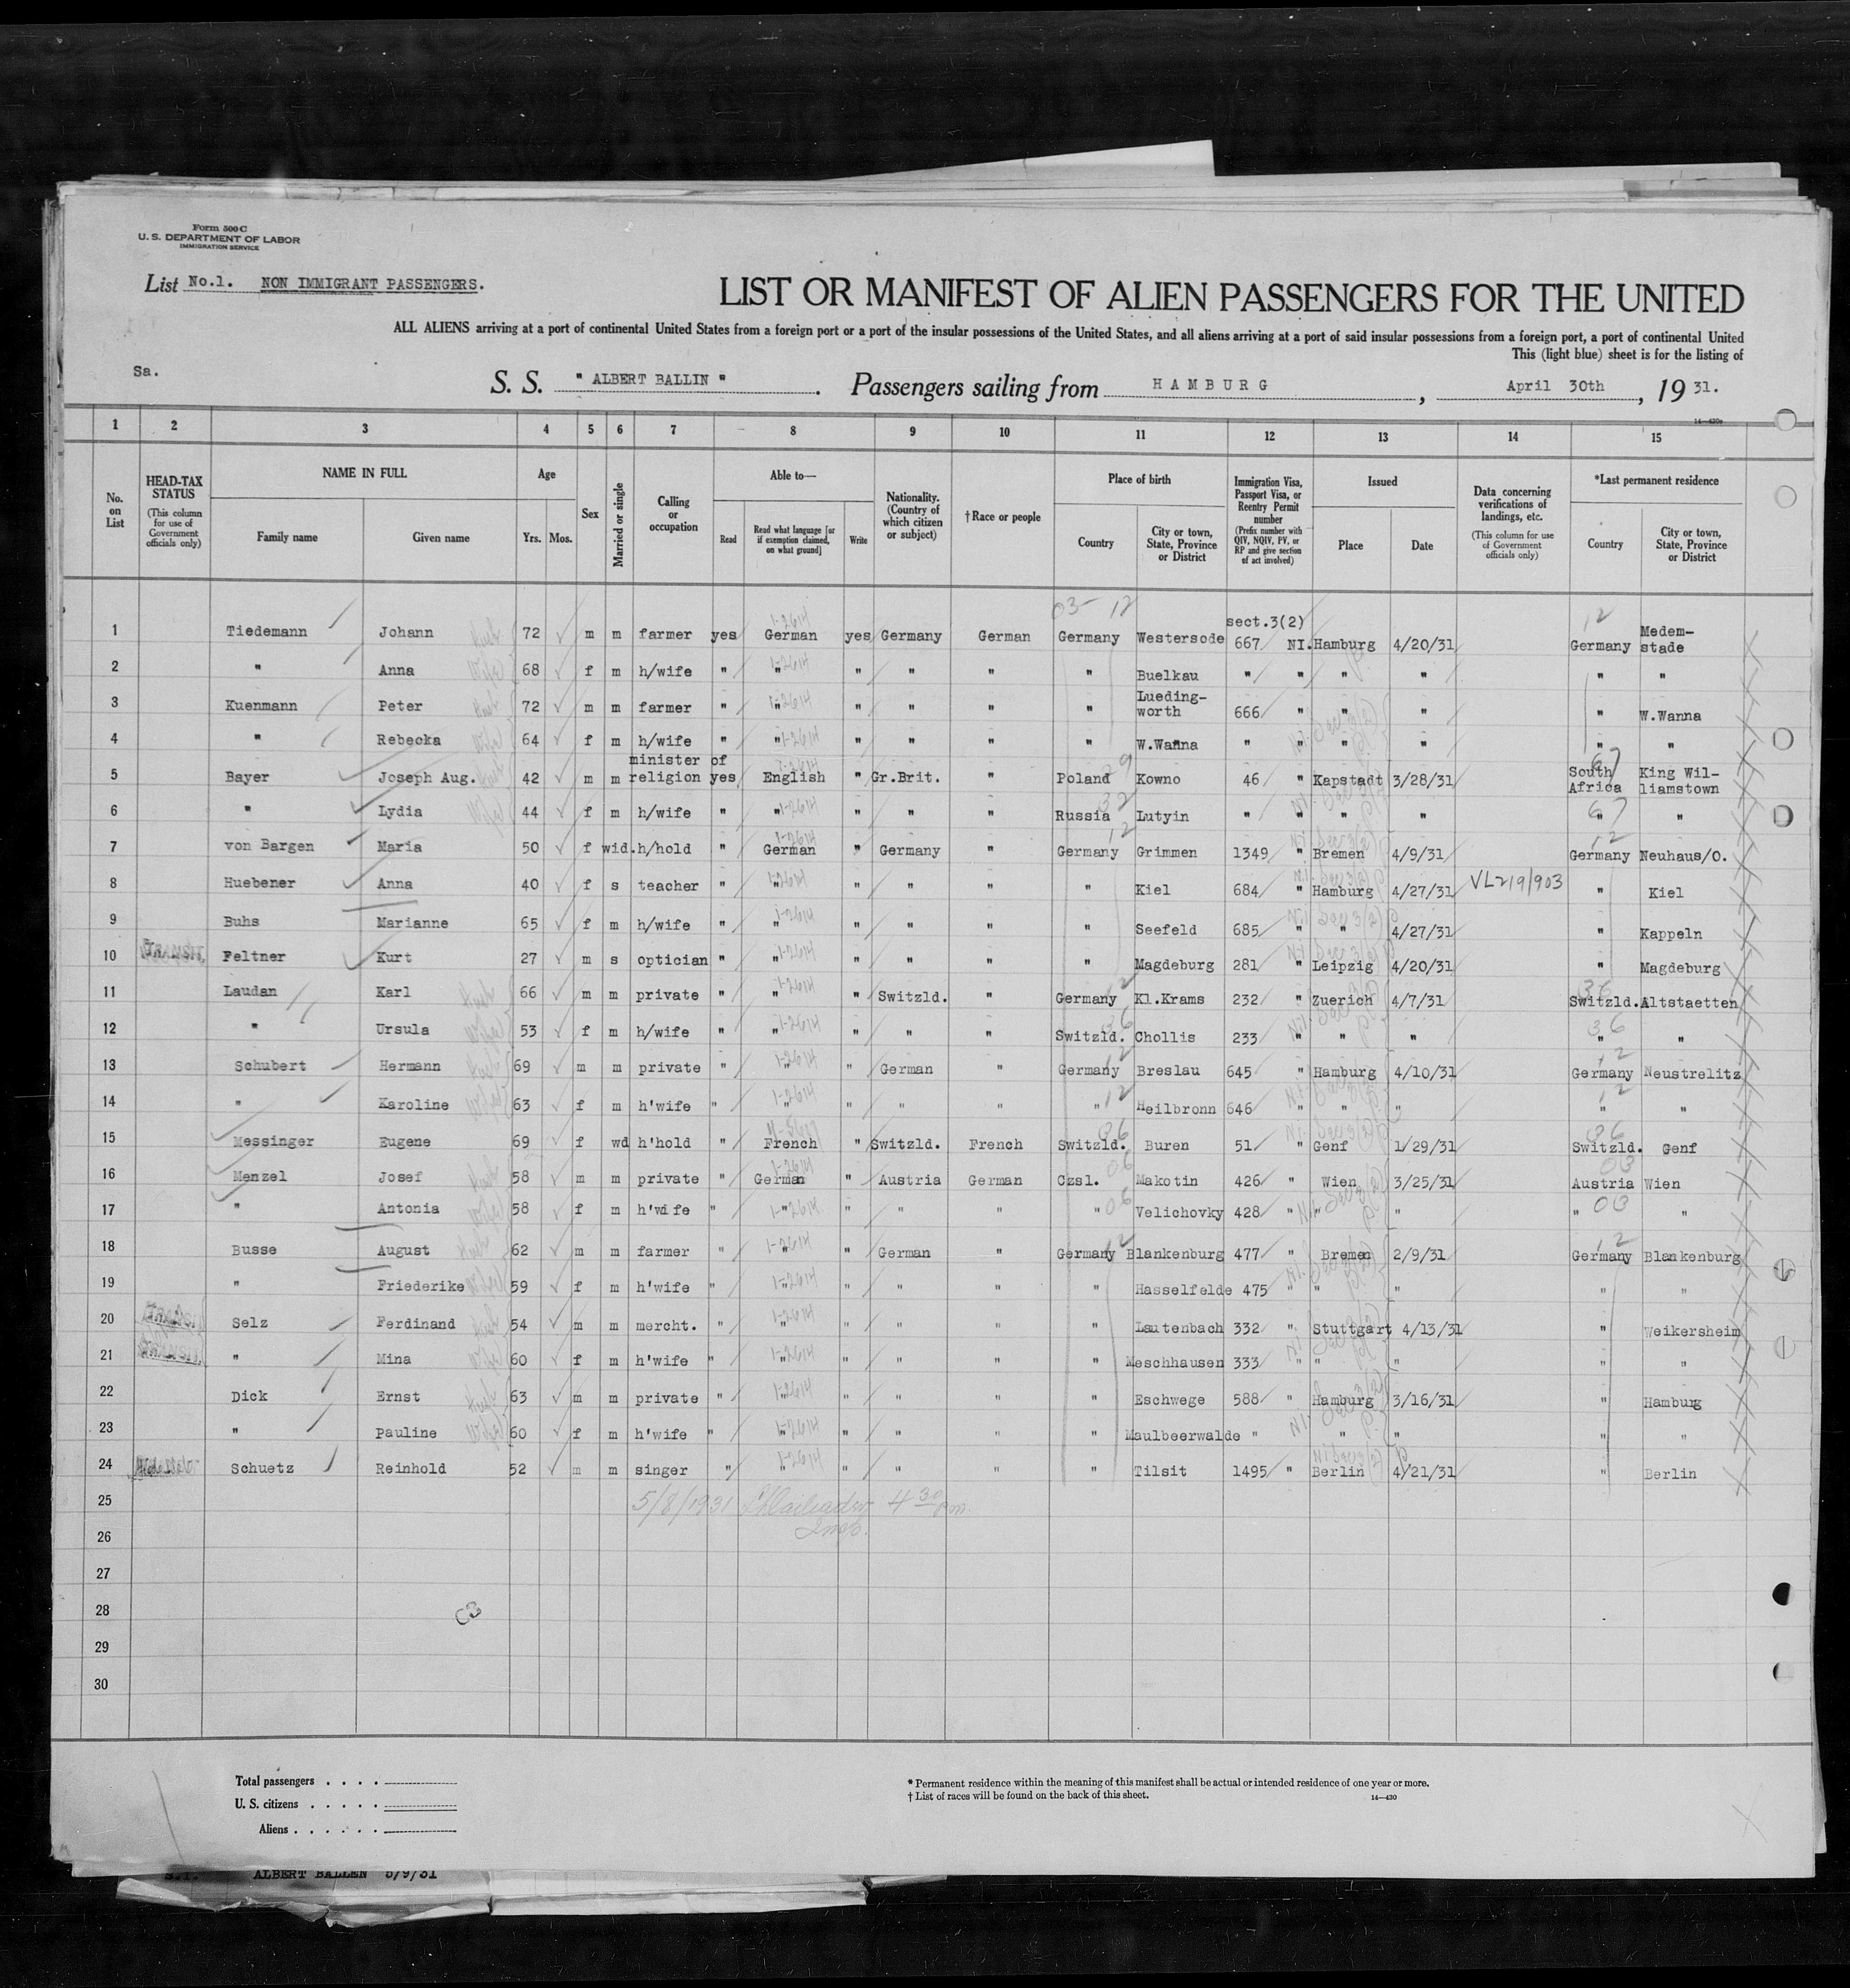 Form 500 C
U. S. DEPARTMENT OF LABOR
IMMIGRATION SERVICE
List No.1. NON IMMIGRANT PASSENGERS.
LIST OR MANIFEST OF ALIEN PASSENGERS FOR THE UNITED
ALL ALIENS arriving at a port of continental United States from a foreign port or a port of the insular possessions of the United States, and all aliens arriving at a port of said insular possessions from a foreign port, a port of continental United
This (light blue) sheet is for the listing of
Sa.
S. S. " ALBERT BALLIN " . Passengers sailing from HAMBURG , April 30th , 19 31.
14—430c
1 2 3 4 5 6 7 8 9 10 11 12 13 14 15
No. on List
HEAD-TAX STATUS (This column for use of Government officials only)
NAME IN FULL
Family name Given name
Age
Yrs. Mos.
Sex
Married or single
Calling or occupation
Able to—
Read Read what language [or if exemption claimed, on what ground] Write
Nationality. (Country of which citizen or subject)
† Race or people
Place of birth
Country City or town, State, Province or District
Immigration Visa, Passport Visa, or Reentry Permit number (Prefix number with QIV, NQIV, PV, or RP and give section of act involved)
Issued
Place Date
Data concerning verifications of landings, etc. (This column for use of Government officials only)
*Last permanent residence
Country City or town, State, Province or District
03- 12 12
sect.3(2)
1 Tiedemann Johann 72 m m farmer yes German yes Germany German Germany Westersode 667 NI. Hamburg 4/20/31 Germany Medem-stade
2 " Anna 68 f m h/wife " " " " " " Buelkau " " " " " "
3 Kuenmann Peter 72 m m farmer " " " " " " Lueding-worth 666 " " " " W.Wanna
4 " Rebecka 64 f m h/wife " " " " " " W.Wanna " " " " " "
5 Bayer Joseph Aug. 42 m m minister of religion yes English " Gr.Brit. " Poland Kowno 46 " Kapstadt 3/28/31 South Africa King Wil-liamstown
6 " Lydia 44 f m h/wife " " " " " Russia Lutyin " " " " " "
7 von Bargen Maria 50 f wid. h/hold " German " Germany " Germany Grimmen 1349 " Bremen 4/9/31 Germany Neuhaus/O.
8 Huebener Anna 40 f s teacher " " " " " " Kiel 684 " Hamburg 4/27/31 VL219/903 " Kiel
9 Buhs Marianne 65 f m h/wife " " " " " " Seefeld 685 " " 4/27/31 Kappeln
10 TRANSIT. Feltner Kurt 27 m s optician " " " " " " Magdeburg 281 " Leipzig 4/20/31 " Magdeburg
11 Laudan Karl 66 m m private " " " Switzld. " Germany Kl.Krams 232 " Zuerich 4/7/31 Switzld. Altstaetten
12 " Ursula 53 f m h/wife " " " " " Switzld. Chollis 233 " " " " "
13 Schubert Hermann 69 m m private " " " German " Germany Breslau 645 " Hamburg 4/10/31 Germany Neustrelitz
14 " Karoline 63 f m h'wife " " " " " " Heilbronn 646 " " " " "
15 Messinger Eugene 69 f wd h'hold " French " Switzld. French Switzld. Buren 51 " Genf 1/29/31 Switzld. Genf
16 Menzel Josef 58 m m private " German " Austria German Czsl. Makotin 426 " Wien 3/25/31 Austria Wien
17 " Antonia 58 f m h'wife " " " " " " Velichovky 428 " " " " "
18 Busse August 62 m m farmer " " " German " Germany Blankenburg 477 " Bremen 2/9/31 Germany Blankenburg
19 " Friederike 59 f m h'wife " " " " " " Hasselfelde 475 " " " " "
20 Selz Ferdinand 54 m m mercht. " " " " " " Lautenbach 332 " Stuttgart 4/13/31 " Weikersheim
21 " Mina 60 f m h'wife " " " " " " Meschhausen 333 " " " " "
22 Dick Ernst 63 m m private " " " " " " Eschwege 588 " Hamburg 3/16/31 " Hamburg
23 " Pauline 60 f m h'wife " " " " " " Maulbeerwalde " " " " "
24 Schuetz Reinhold 52 m m singer " " " " " " Tilsit 1495 " Berlin 4/21/31 " Berlin
25 5/8/1931 4 30 pm.
Insp.
26
27
28 C3
29
30
Total passengers . . . .
U. S. citizens . . . . .
Aliens . . . . . .
* Permanent residence within the meaning of this manifest shall be actual or intended residence of one year or more.
† List of races will be found on the back of this sheet.
14—430
ALBERT BALLEN 5/9/31